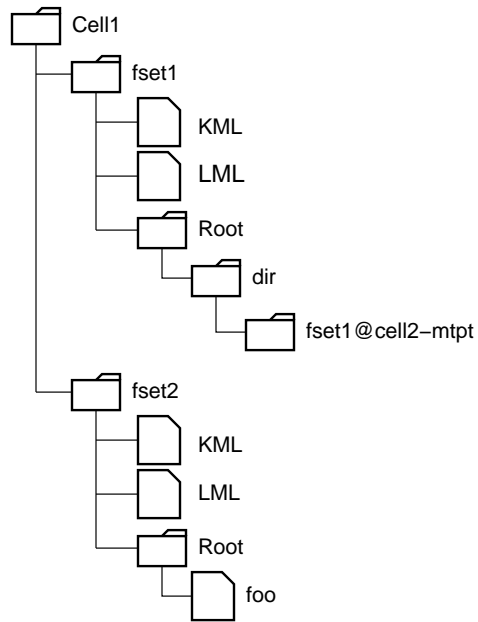 Cell1
fset1
KML
LML
Root
dir
fset1@cell2−mtpt
fset2
KML
LML
Root
foo